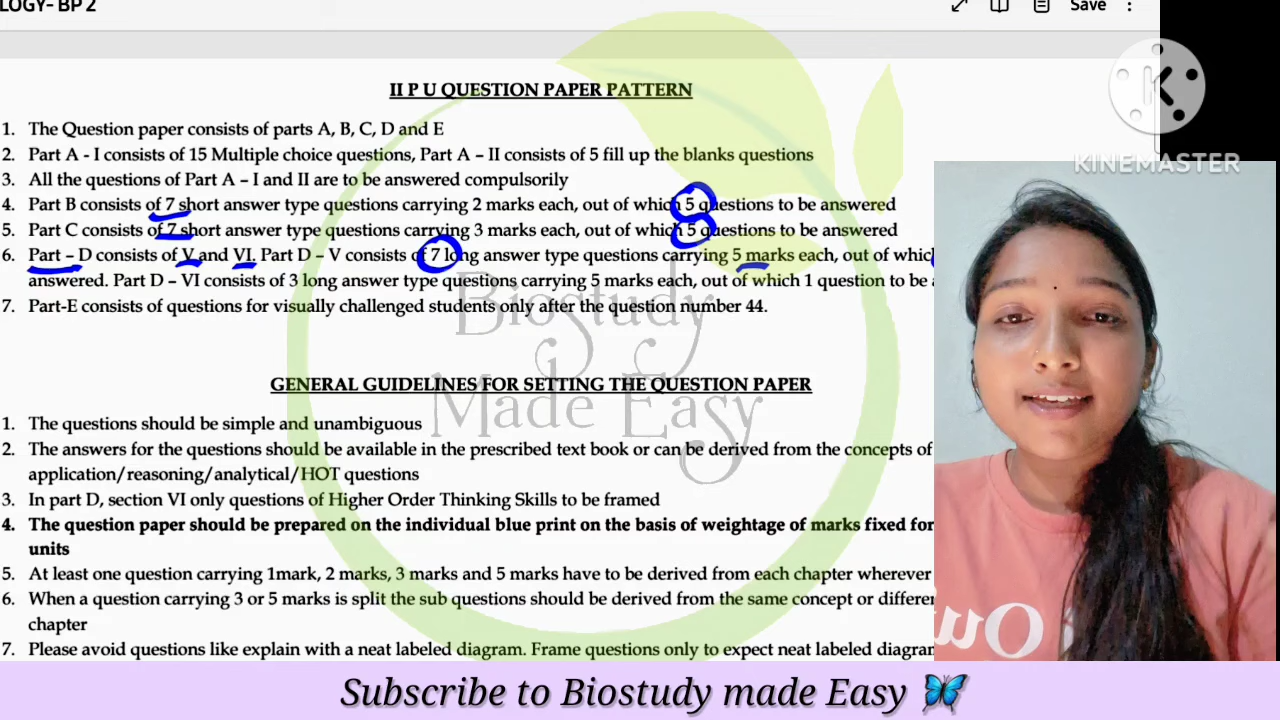 LOGY- BP 2
Save
KINEMASTER
II P U QUESTION PAPER PATTERN
1. The Question paper consists of parts A, B, C, D and E
2. Part A - I consists of 15 Multiple choice questions, Part A – II consists of 5 fill up the blanks questions
3. All the questions of Part A – I and II are to be answered compulsorily
4. Part B consists of 7 short answer type questions carrying 2 marks each, out of which 5 questions to be answered
5. Part C consists of 7 short answer type questions carrying 3 marks each, out of which 5 questions to be answered
6. Part – D consists of V and VI. Part D – V consists of 7 long answer type questions carrying 5 marks each, out of which
answered. Part D – VI consists of 3 long answer type questions carrying 5 marks each, out of which 1 question to be
7. Part-E consists of questions for visually challenged students only after the question number 44.
Biostudy
Made Easy
GENERAL GUIDELINES FOR SETTING THE QUESTION PAPER
1. The questions should be simple and unambiguous
2. The answers for the questions should be available in the prescribed text book or can be derived from the concepts of
application/reasoning/analytical/HOT questions
3. In part D, section VI only questions of Higher Order Thinking Skills to be framed
4. The question paper should be prepared on the individual blue print on the basis of weightage of marks fixed for
units
5. At least one question carrying 1mark, 2 marks, 3 marks and 5 marks have to be derived from each chapter wherever
6. When a question carrying 3 or 5 marks is split the sub questions should be derived from the same concept or
chapter
7. Please avoid questions like explain with a neat labeled diagram. Frame questions only to expect neat labeled
Subscribe to Biostudy made Easy 🦋